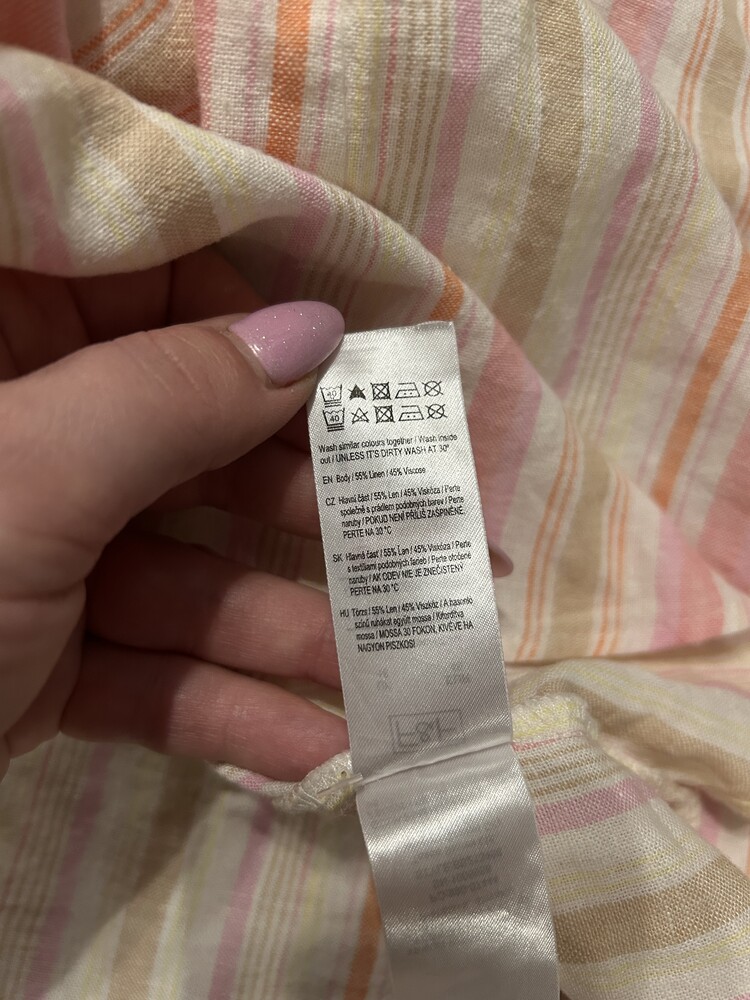 40
40
Wash similar colours together / Wash inside
out / UNLESS IT'S DIRTY WASH AT 30°
EN Body / 55% Linen / 45% Viscose
CZ Hlavní část / 55% Len / 45% Viskóza / Perte
společně s prádlem podobných barev / Perte
naruby / POKUD NENÍ PŘÍLIŠ ZAŠPINĚNÉ,
PERTE NA 30 °C
SK Hlavná časť / 55% Ľan / 45% Viskóza / Perte
s textíliami podobných farieb / Perte otočené
naruby / AK ODEV NIE JE ZNEČISTENÝ
PERTE NA 30 °C
HU Törzs / 55% Len / 45% Viszkóz / A hasonló
színű ruhákat együtt mossa / Kifordítva
mossa / MOSSA 30 FOKON, KIVÉVE HA
NAGYON PISZKOS!
F&F